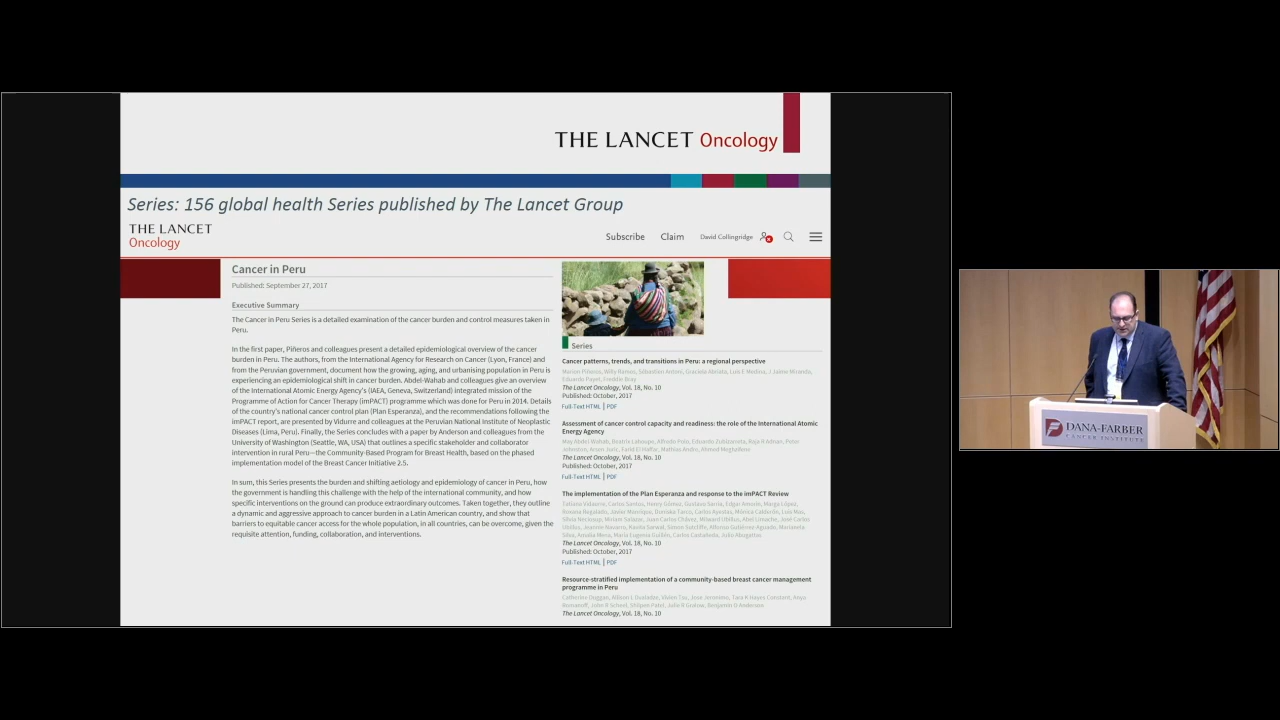 THE LANCET Oncology
Series: 156 global health Series published by The Lancet Group
THE LANCET
Oncology
Subscribe Claim David Collingridge
Cancer in Peru
Published: September 27, 2017
Executive Summary
The Cancer in Peru Series is a detailed examination of the cancer burden and control measures taken in
Peru.
In the first paper, Piñeros and colleagues present a detailed epidemiological overview of the cancer
burden in Peru. The authors, from the International Agency for Research on Cancer (Lyon, France) and
from the Peruvian government, document how the growing, aging, and urbanising population in Peru is
experiencing an epidemiological shift in cancer burden. Abdel-Wahab and colleagues give an overview
of the International Atomic Energy Agency's (IAEA, Geneva, Switzerland) integrated mission of the
Programme of Action for Cancer Therapy (imPACT) programme which was done for Peru in 2014. Details
of the country's national cancer control plan (Plan Esperanza), and the recommendations following the
imPACT report, are presented by Vidurre and colleagues at the Peruvian National Institute of Neoplastic
Diseases (Lima, Peru). Finally, the Series concludes with a paper by Anderson and colleagues from the
University of Washington (Seattle, WA, USA) that outlines a specific stakeholder and collaborator
intervention in rural Peru—the Community-Based Program for Breast Health, based on the phased
implementation model of the Breast Cancer Initiative 2.5.
In sum, this Series presents the burden and shifting aetiology and epidemiology of cancer in Peru, how
the government is handling this challenge with the help of the international community, and how
specific interventions on the ground can produce extraordinary outcomes. Taken together, they outline
a dynamic and aggressive approach to cancer burden in a Latin American country, and show that
barriers to equitable cancer access for the whole population, in all countries, can be overcome, given the
requisite attention, funding, collaboration, and interventions.
Series
Cancer patterns, trends, and transitions in Peru: a regional perspective
Marion Piñeros, Willy Ramos, Sébastien Antoni, Graciela Abriata, Luis E Medina, J Jaime Miranda,
Eduardo Payet, Freddie Bray
The Lancet Oncology, Vol. 18, No. 10
Published: October, 2017
Full-Text HTML | PDF
Assessment of cancer control capacity and readiness: the role of the International Atomic
Energy Agency
The Lancet Oncology, Vol. 18, No. 10
Published: October, 2017
Full-Text HTML | PDF
The implementation of the Plan Esperanza and response to the imPACT Review
The Lancet Oncology, Vol. 18, No. 10
Published: October, 2017
Full-Text HTML | PDF
Resource-stratified implementation of a community-based breast cancer management
programme in Peru
The Lancet Oncology, Vol. 18, No. 10
DANA-FARBER
CANCER INSTITUTE